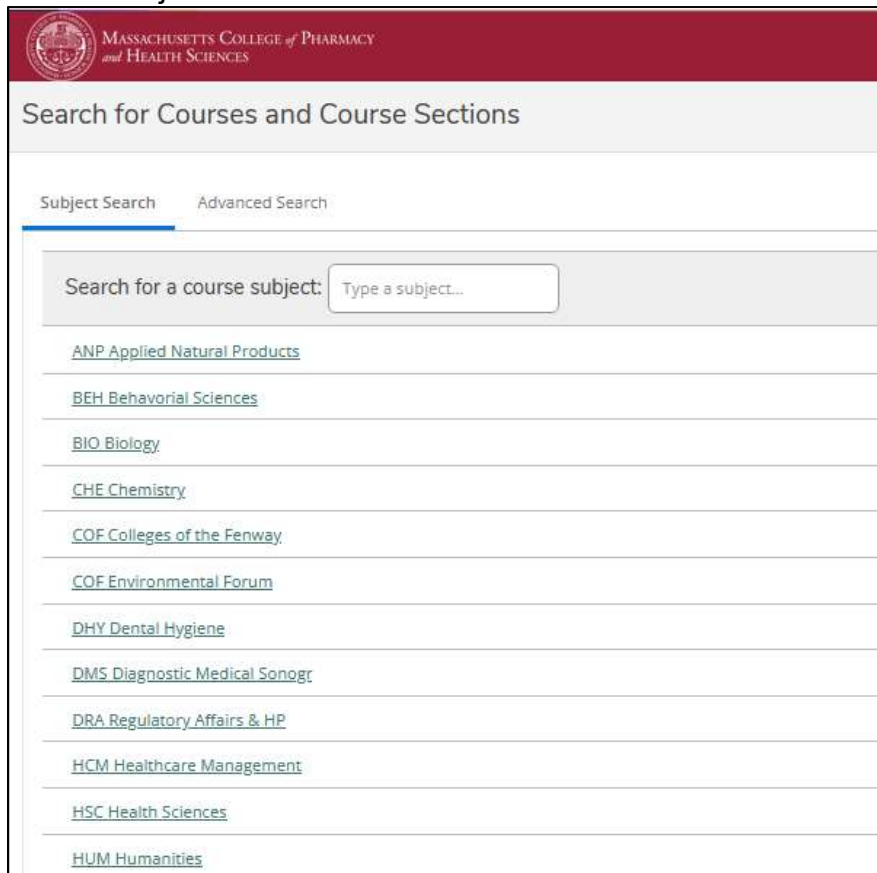 MASSACHUSETTS COLLEGE of PHARMACY
and HEALTH SCIENCES
Search for Courses and Course Sections
Subject Search Advanced Search
Search for a course subject: Type a subject...
ANP Applied Natural Products
BEH Behavorial Sciences
BIO Biology
CHE Chemistry
COF Colleges of the Fenway
COF Environmental Forum
DHY Dental Hygiene
DMS Diagnostic Medical Sonogr
DRA Regulatory Affairs & HP
HCM Healthcare Management
HSC Health Sciences
HUM Humanities